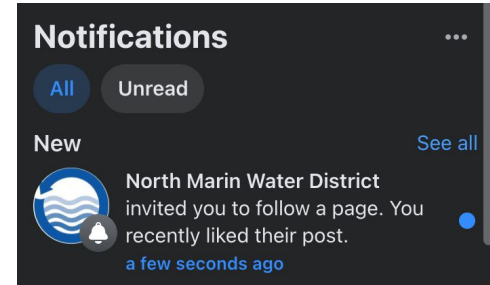 Notifications
All
Unread
New
See all
North Marin Water District
invited you to follow a page. You
recently liked their post.
a few seconds ago